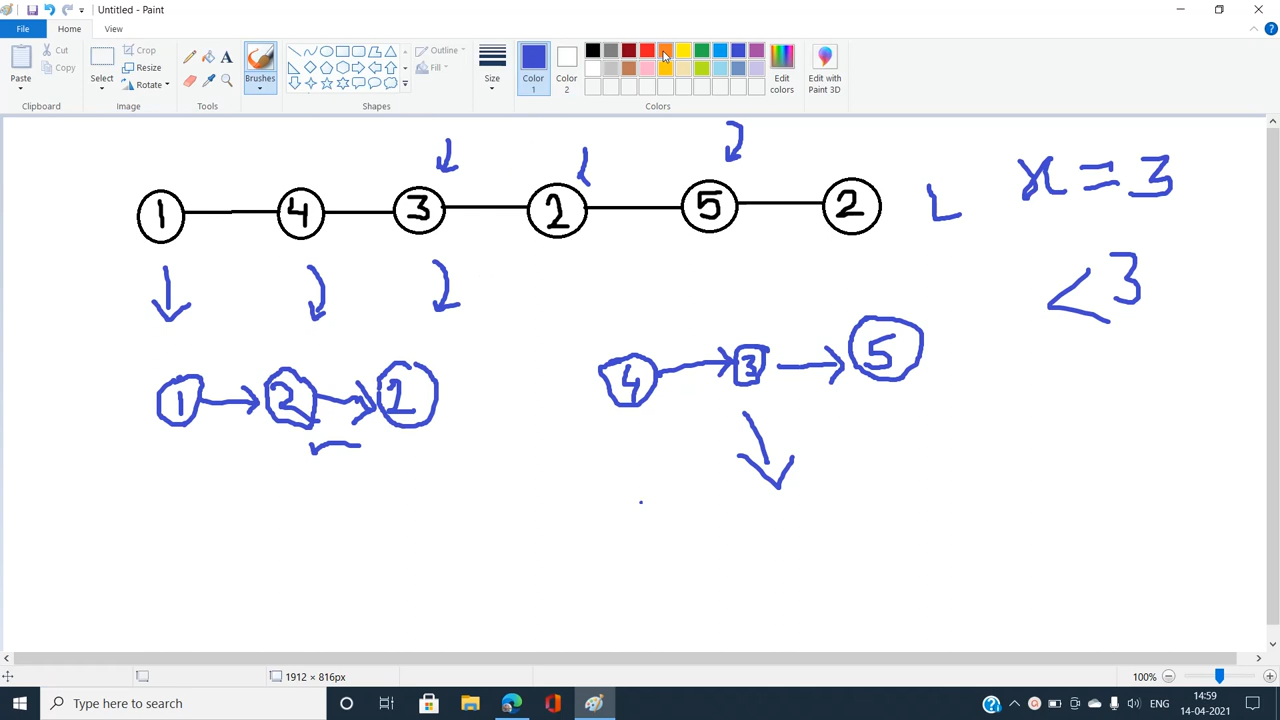 Untitled - Paint
File Home View
Paste Cut Copy Clipboard
Select Crop Resize Rotate Image
Tools
Brushes
Outline Fill Shapes
Size
Color 1
Color 2
Edit colors
Edit with Paint 3D
Colors
1 4 3 2 5 2
x = 3
< 3
1 2 2
4 3 5
1912 × 816px
100%
Type here to search
ENG
14:59
14-04-2021